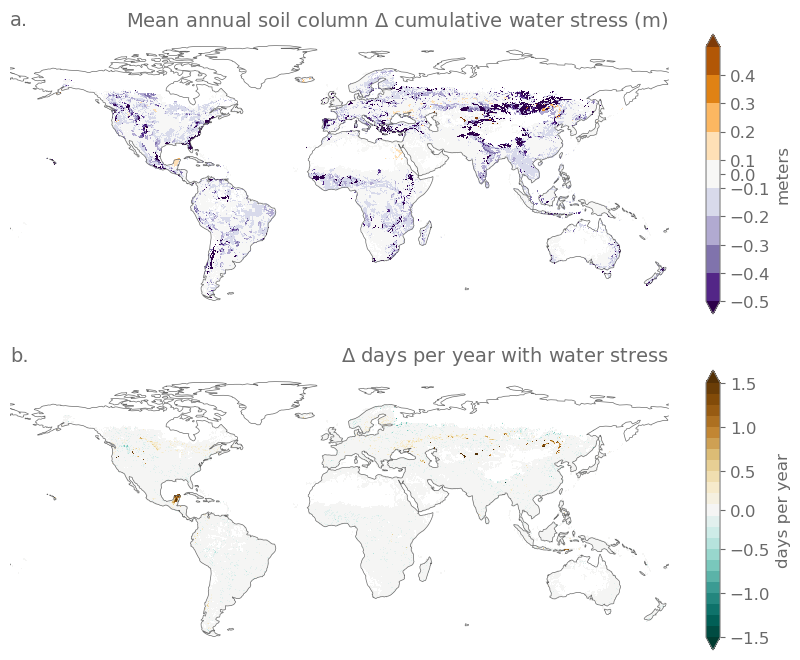 a.
Mean annual soil column Δ cumulative water stress (m)
0.4
0.3
0.2
0.1
0.0
−0.1
−0.2
−0.3
−0.4
−0.5
meters
b.
Δ days per year with water stress
1.5
1.0
0.5
0.0
−0.5
−1.0
−1.5
days per year